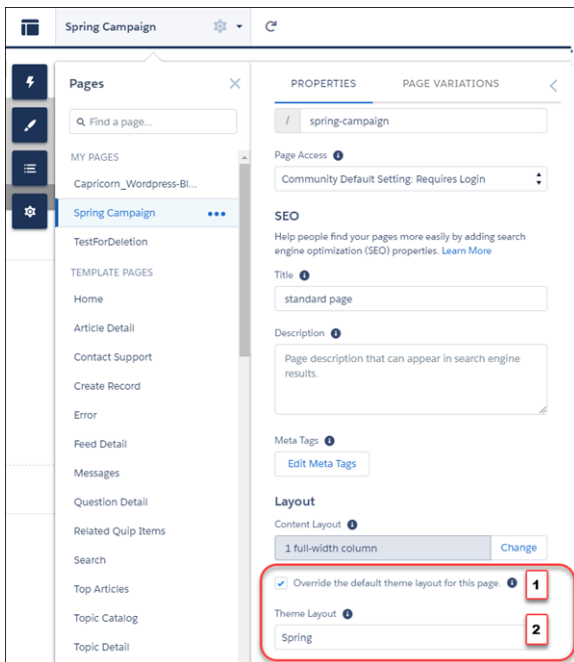 Spring Campaign
Pages
Find a page...
MY PAGES
Capricorn_Wordpress-Bl...
Spring Campaign
TestForDeletion
TEMPLATE PAGES
Home
Article Detail
Contact Support
Create Record
Error
Feed Detail
Messages
Question Detail
Related Quip Items
Search
Top Articles
Topic Catalog
Topic Detail
PROPERTIES
PAGE VARIATIONS
/ spring-campaign
Page Access
Community Default Setting: Requires Login
SEO
Help people find your pages more easily by adding search
engine optimization (SEO) properties. Learn More
Title
standard page
Description
Page description that can appear in search engine
results.
Meta Tags
Edit Meta Tags
Layout
Content Layout
1 full-width column
Change
Override the default theme layout for this page.
1
Theme Layout
Spring
2